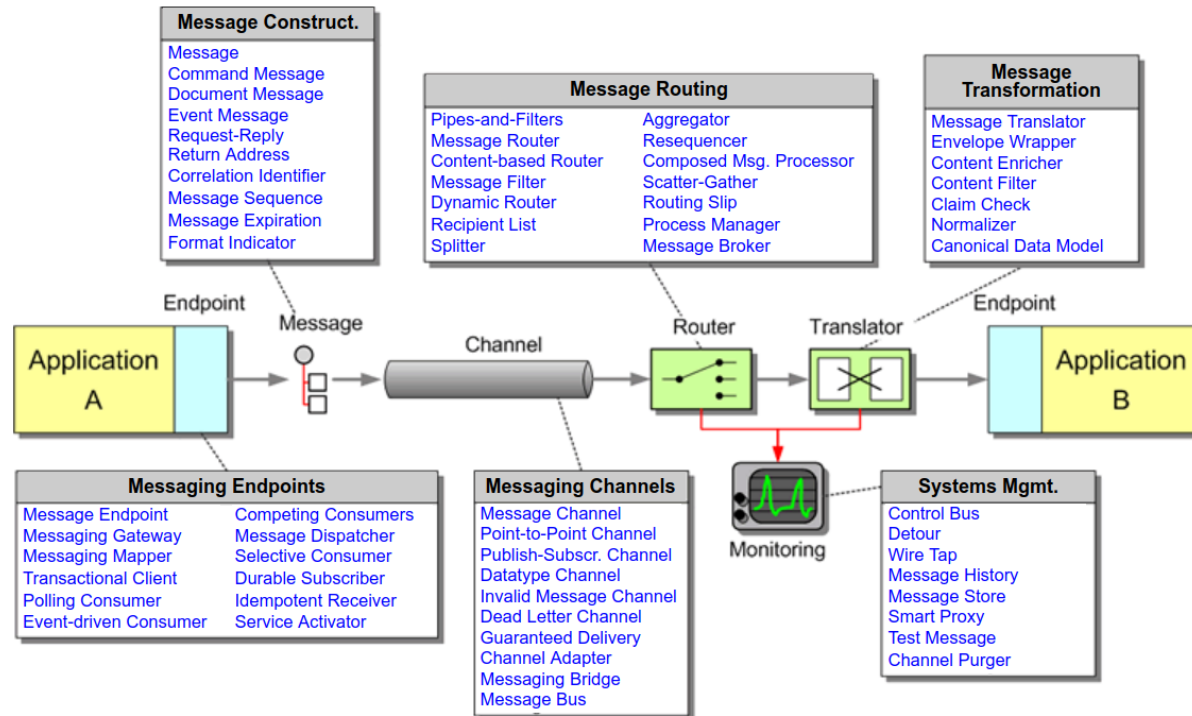 Message Construct.
Message
Command Message
Document Message
Event Message
Request-Reply
Return Address
Correlation Identifier
Message Sequence
Message Expiration
Format Indicator
Message Routing
Pipes-and-Filters
Message Router
Content-based Router
Message Filter
Dynamic Router
Recipient List
Splitter
Aggregator
Resequencer
Composed Msg. Processor
Scatter-Gather
Routing Slip
Process Manager
Message Broker
Message
Transformation
Message Translator
Envelope Wrapper
Content Enricher
Content Filter
Claim Check
Normalizer
Canonical Data Model
Endpoint
Application
A
Message
Channel
Router
Translator
Endpoint
Application
B
Messaging Endpoints
Message Endpoint
Messaging Gateway
Messaging Mapper
Transactional Client
Polling Consumer
Event-driven Consumer
Competing Consumers
Message Dispatcher
Selective Consumer
Durable Subscriber
Idempotent Receiver
Service Activator
Messaging Channels
Message Channel
Point-to-Point Channel
Publish-Subscr. Channel
Datatype Channel
Invalid Message Channel
Dead Letter Channel
Guaranteed Delivery
Channel Adapter
Messaging Bridge
Message Bus
Monitoring
Systems Mgmt.
Control Bus
Detour
Wire Tap
Message History
Message Store
Smart Proxy
Test Message
Channel Purger